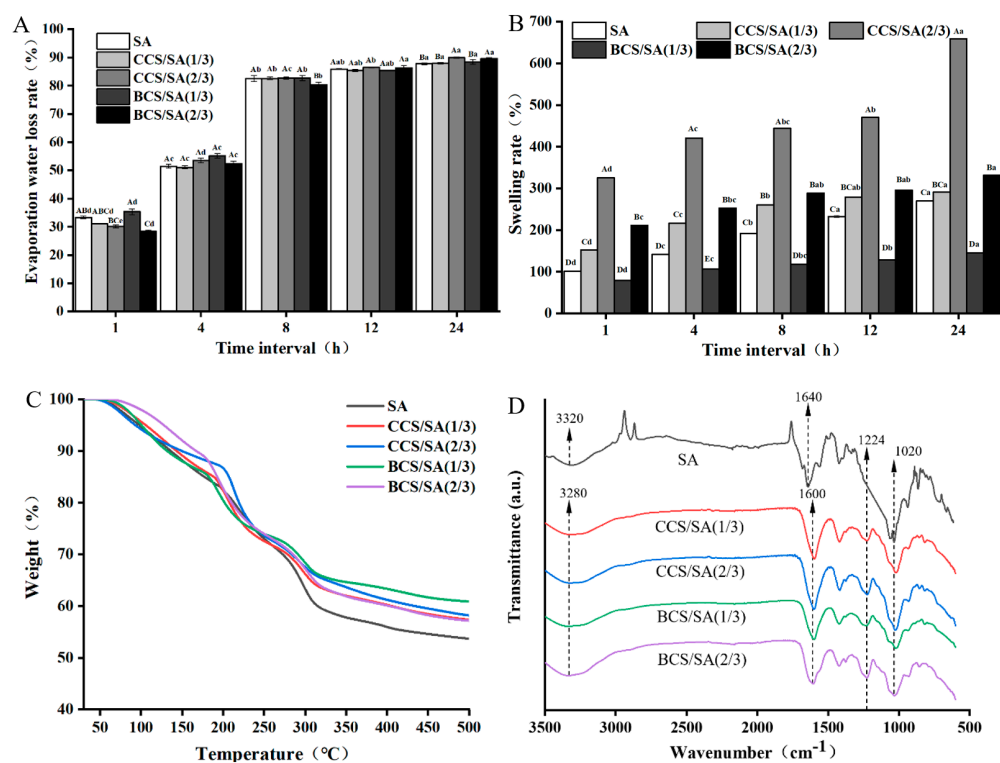 A
SA
CCS/SA(1/3)
CCS/SA(2/3)
BCS/SA(1/3)
BCS/SA(2/3)
Evaporation water loss rate (%)
100
90
80
70
60
50
40
30
20
10
0
ABd ABCd BCe Ad Cd
Ac Ac Ad Ac Ac
Ab Ab Ac Ab Bb
Aab Aab Ab Aab Aa
Ba Ba Aa Ba Aa
1 4 8 12 24
Time interval（h）
B
SA CCS/SA(1/3) CCS/SA(2/3)
BCS/SA(1/3) BCS/SA(2/3)
Swelling rate (%)
700
600
500
400
300
200
100
0
Dd Cd Ad Dd Bc
Dc Cc Ac Ec Bbc
Cb Bb Abc Dbc Bab
Ca BCab Ab Db Bab
Ca BCa Aa Da Ba
1 4 8 12 24
Time interval（h）
C
SA
CCS/SA(1/3)
CCS/SA(2/3)
BCS/SA(1/3)
BCS/SA(2/3)
Weight（%）
100
90
80
70
60
50
40
50 100 150 200 250 300 350 400 450 500
Temperature（℃）
D
3320
1640
1224
1020
SA
3280
1600
CCS/SA(1/3)
CCS/SA(2/3)
BCS/SA(1/3)
BCS/SA(2/3)
Transmittance (a.u.)
3500 3000 2500 2000 1500 1000 500
Wavenumber（cm-1）